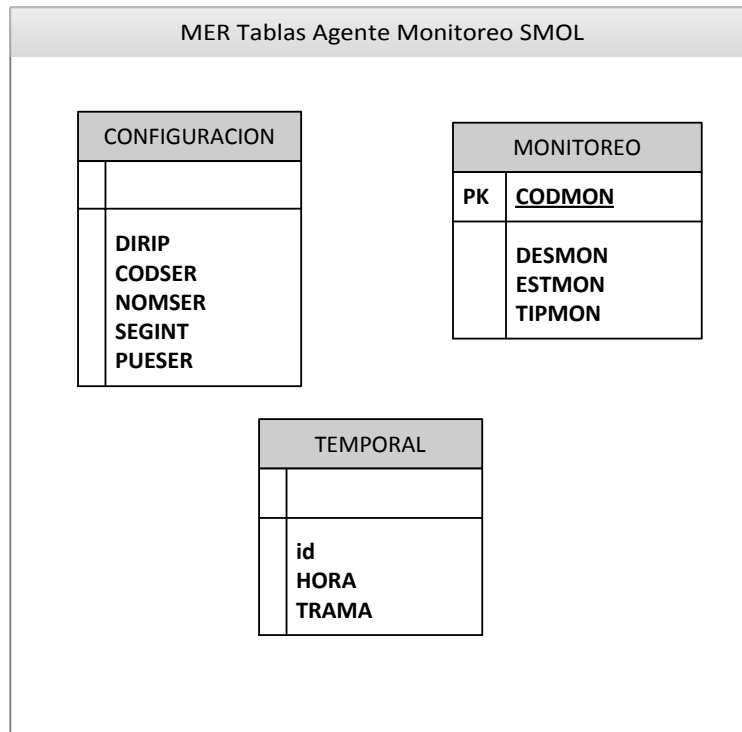 MER Tablas Agente Monitoreo SMOL
CONFIGURACION
DIRIP
CODSER
NOMSER
SEGINT
PUESER
MONITOREO
PK CODMON
DESMON
ESTMON
TIPMON
TEMPORAL
id
HORA
TRAMA